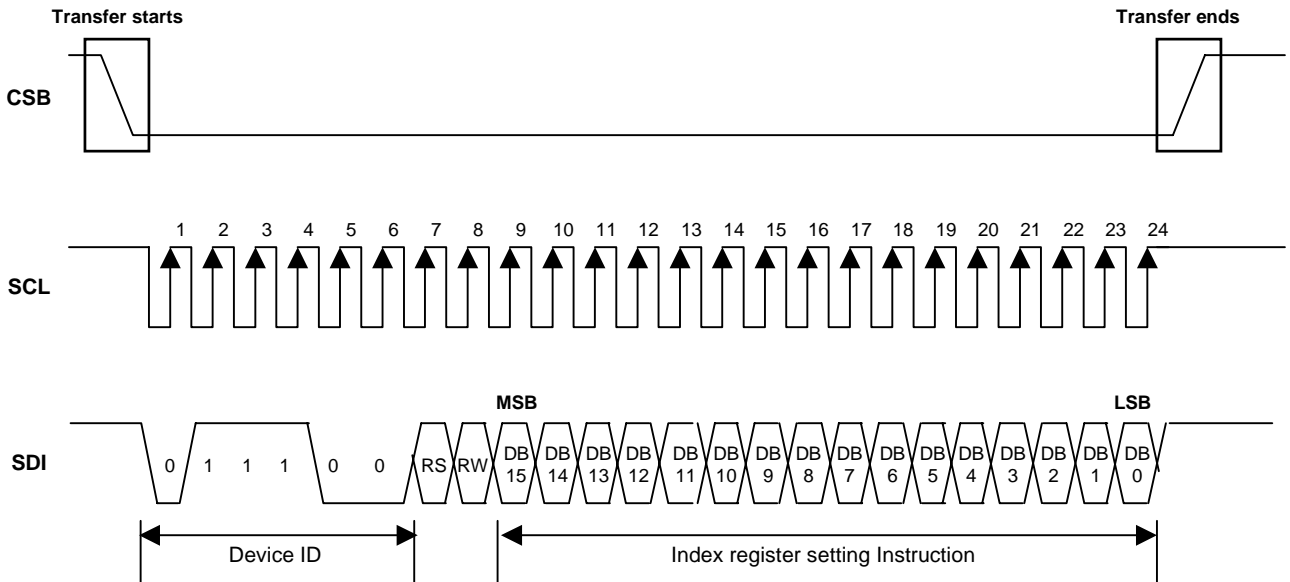 Transfer starts
Transfer ends
CSB
1 2 3 4 5 6 7 8 9 10 11 12 13 14 15 16 17 18 19 20 21 22 23 24
SCL
MSB
LSB
SDI
0 1 1 1 0 0 RS RW DB 15 DB 14 DB 13 DB 12 DB 11 DB 10 DB 9 DB 8 DB 7 DB 6 DB 5 DB 4 DB 3 DB 2 DB 1 DB 0
Device ID
Index register setting Instruction